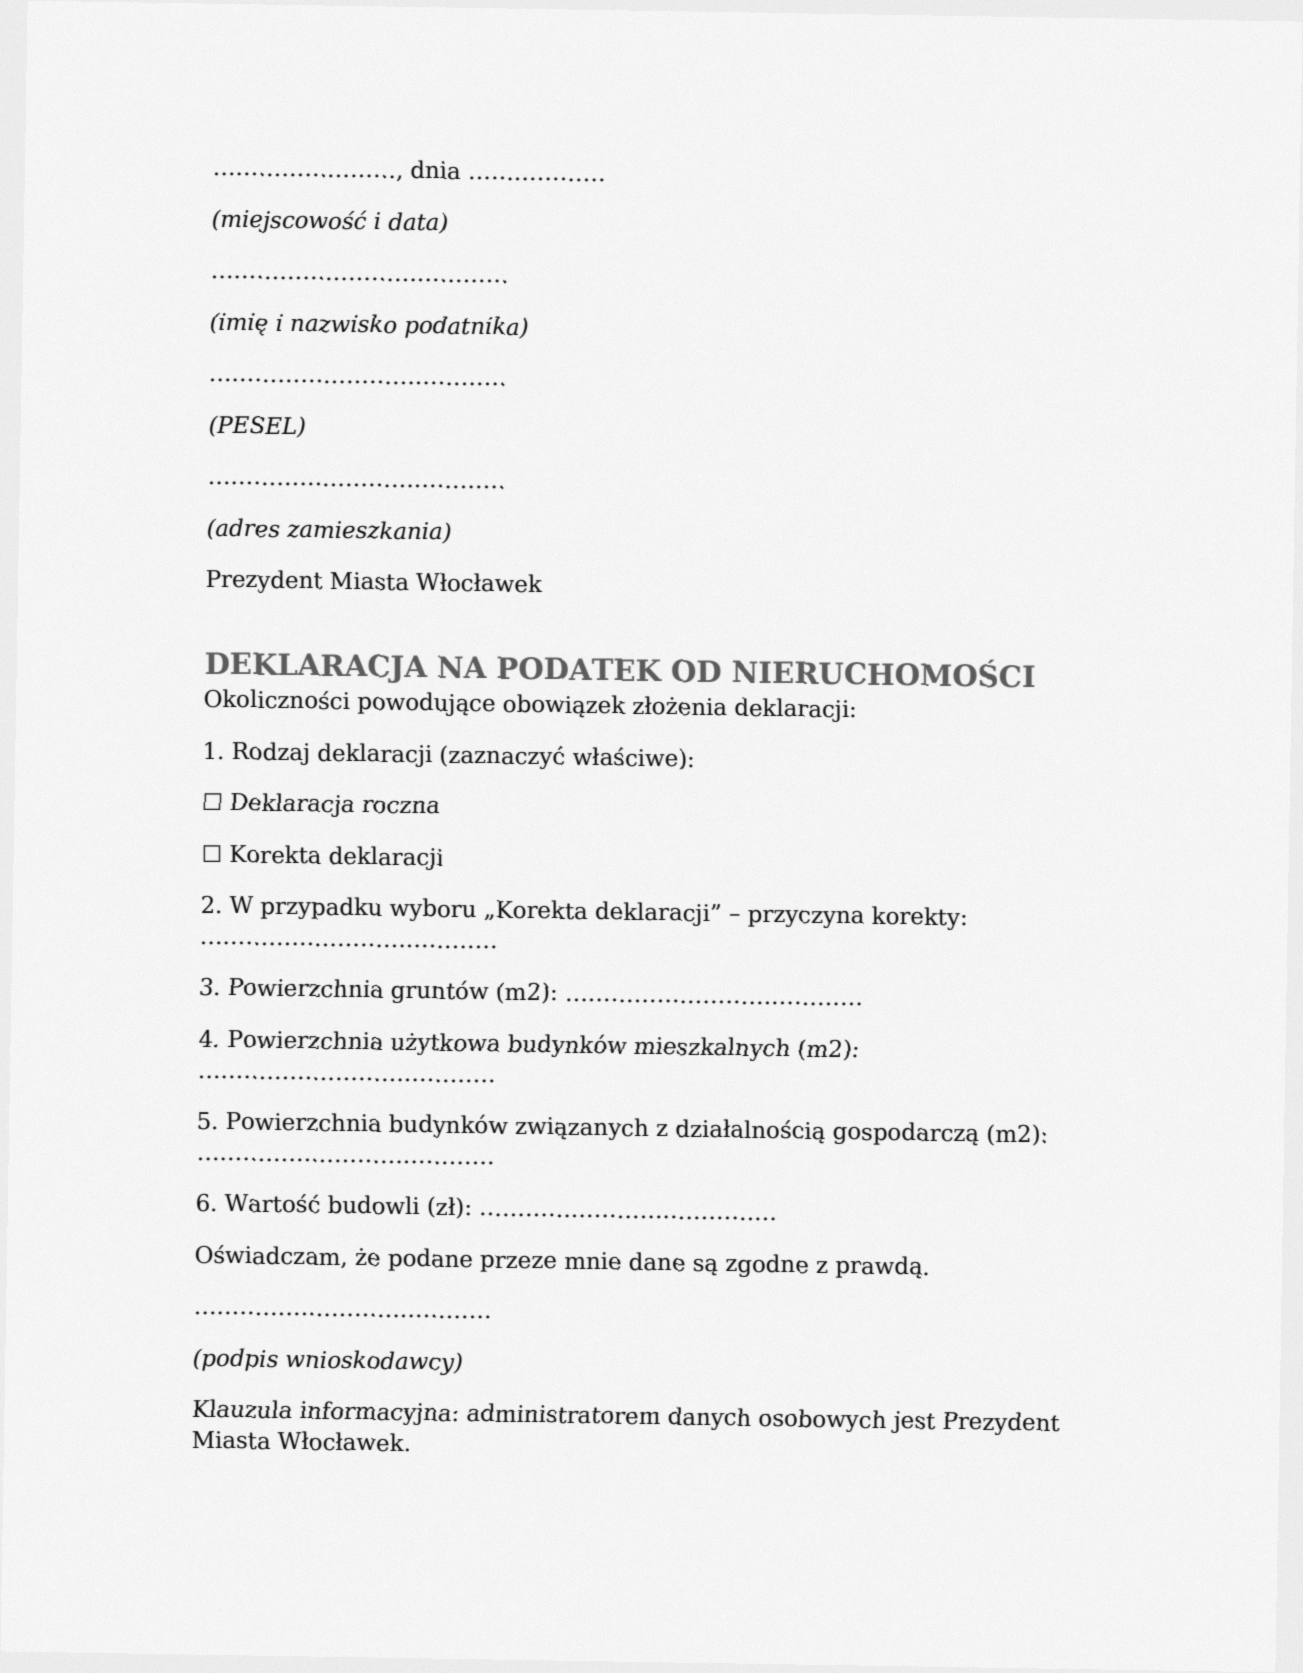 ........................, dnia ..................
(miejscowość i data)
.......................................
(imię i nazwisko podatnika)
.......................................
(PESEL)
.......................................
(adres zamieszkania)
Prezydent Miasta Włocławek
DEKLARACJA NA PODATEK OD NIERUCHOMOŚCI
Okoliczności powodujące obowiązek złożenia deklaracji:
1. Rodzaj deklaracji (zaznaczyć właściwe):
☐ Deklaracja roczna
☐ Korekta deklaracji
2. W przypadku wyboru „Korekta deklaracji” – przyczyna korekty:
.......................................
3. Powierzchnia gruntów (m2): .......................................
4. Powierzchnia użytkowa budynków mieszkalnych (m2):
.......................................
5. Powierzchnia budynków związanych z działalnością gospodarczą (m2):
.......................................
6. Wartość budowli (zł): .......................................
Oświadczam, że podane przeze mnie dane są zgodne z prawdą.
.......................................
(podpis wnioskodawcy)
Klauzula informacyjna: administratorem danych osobowych jest Prezydent
Miasta Włocławek.